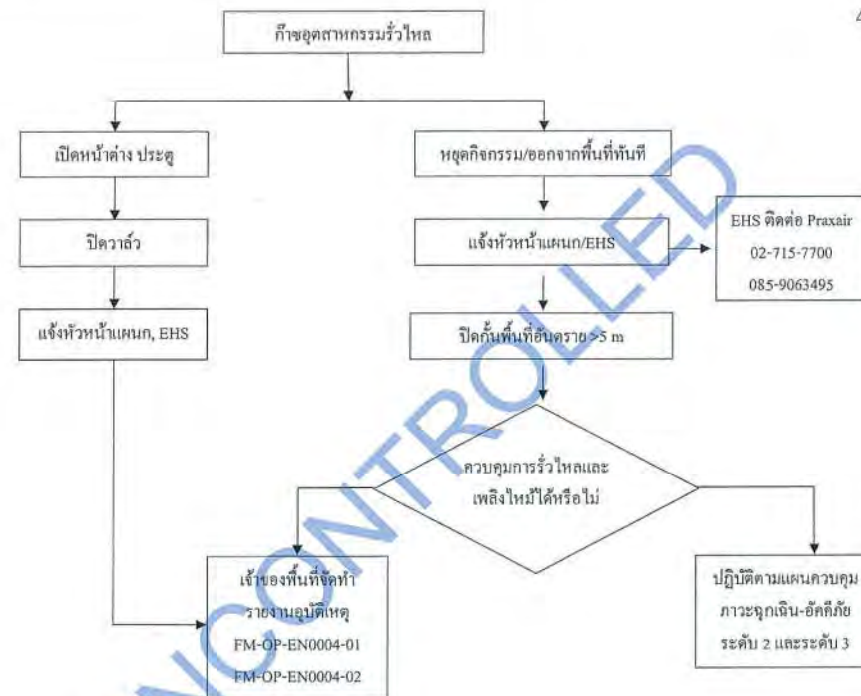 ก๊าซอุตสาหกรรมรั่วไหล
เปิดหน้าต่าง ประตู
ปิดวาล์ว
แจ้งหัวหน้าแผนก, EHS
หยุดกิจกรรม/ออกจากพื้นที่ทันที
แจ้งหัวหน้าแผนก/EHS
EHS ติดต่อ Praxair
02-715-7700
085-9063495
ปิดกั้นพื้นที่อันตราย >5 m
ควบคุมการรั่วไหลและ
เพลิงไหม้ได้หรือไม่
เจ้าของพื้นที่จัดทำ
รายงานอุบัติเหตุ
FM-OP-EN0004-01
FM-OP-EN0004-02
ปฏิบัติตามแผนควบคุม
ภาวะฉุกเฉิน-อัคคีภัย
ระดับ 2 และระดับ 3
NCONTROLLED